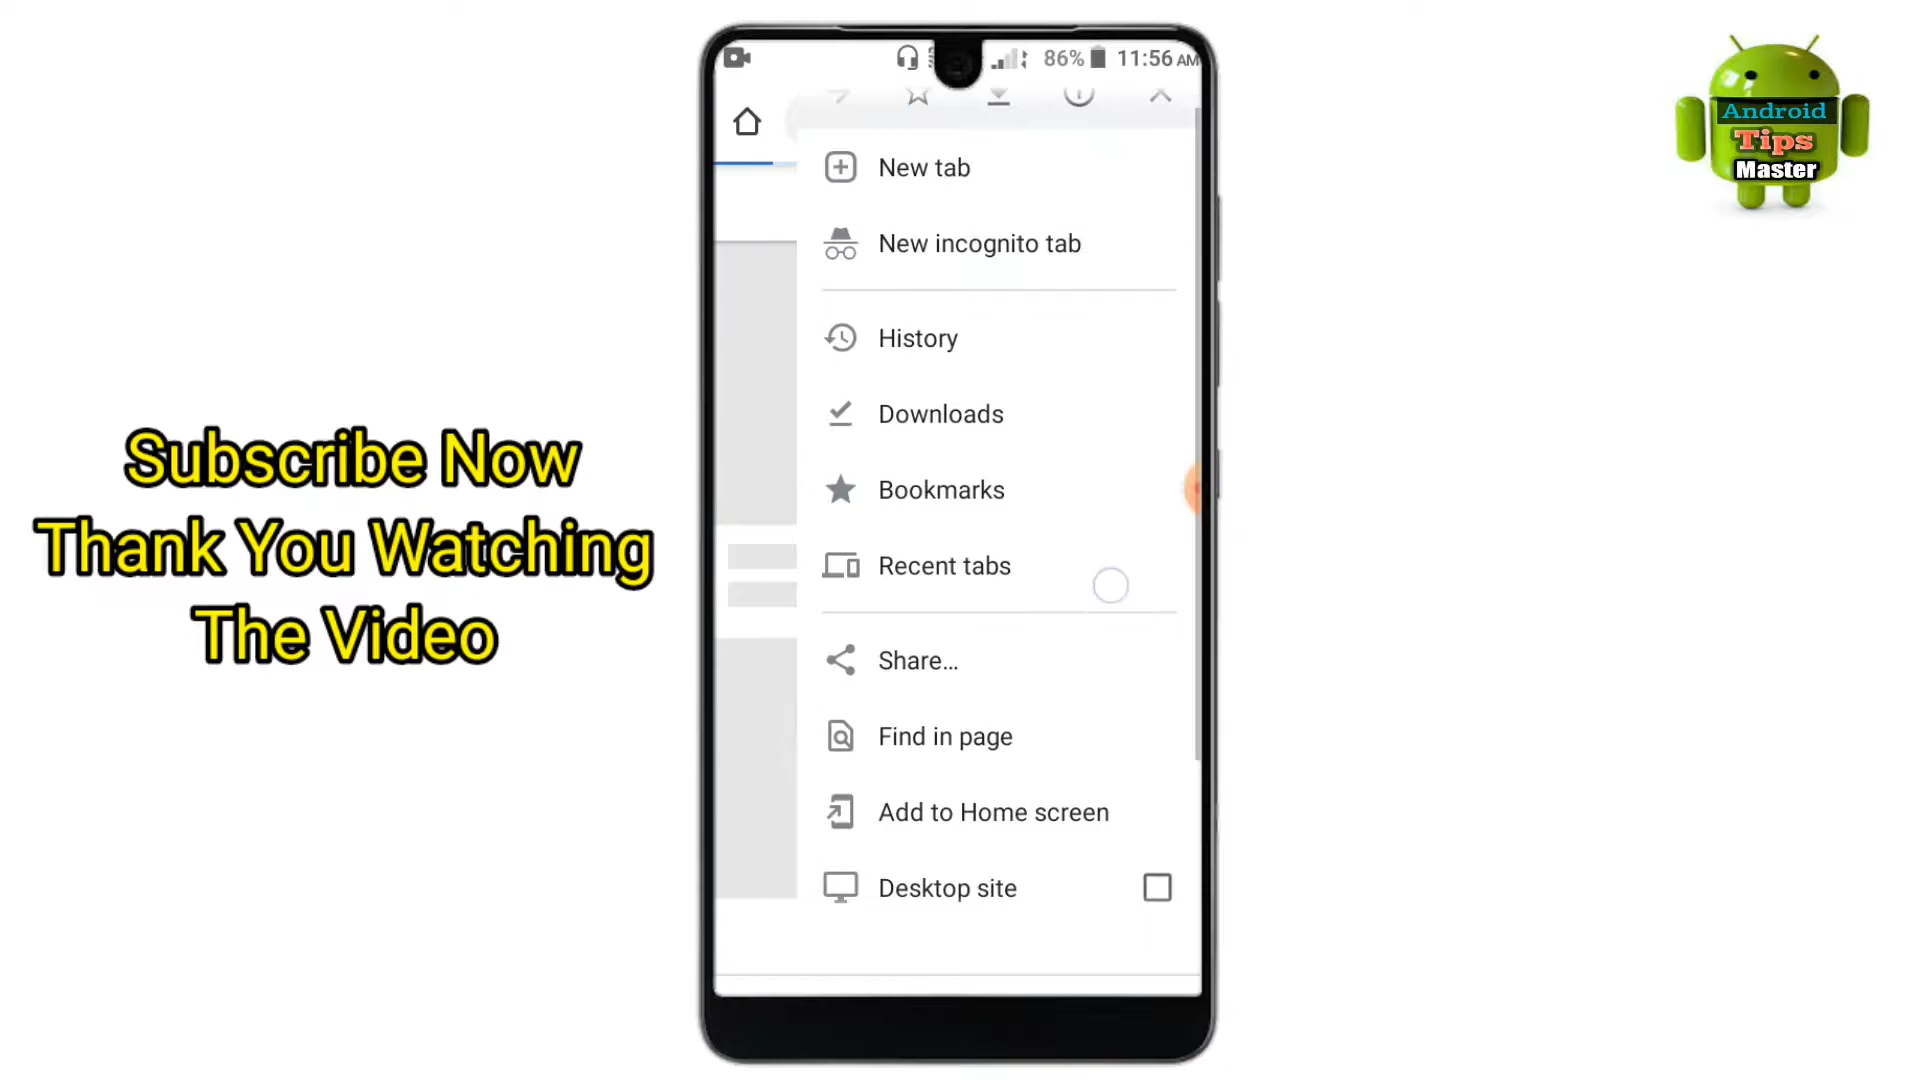 86% 11:56 AM
Android
Tips
Master
New tab
New incognito tab
History
Downloads
Bookmarks
Recent tabs
Share...
Find in page
Add to Home screen
Desktop site
Subscribe Now
Thank You Watching
The Video